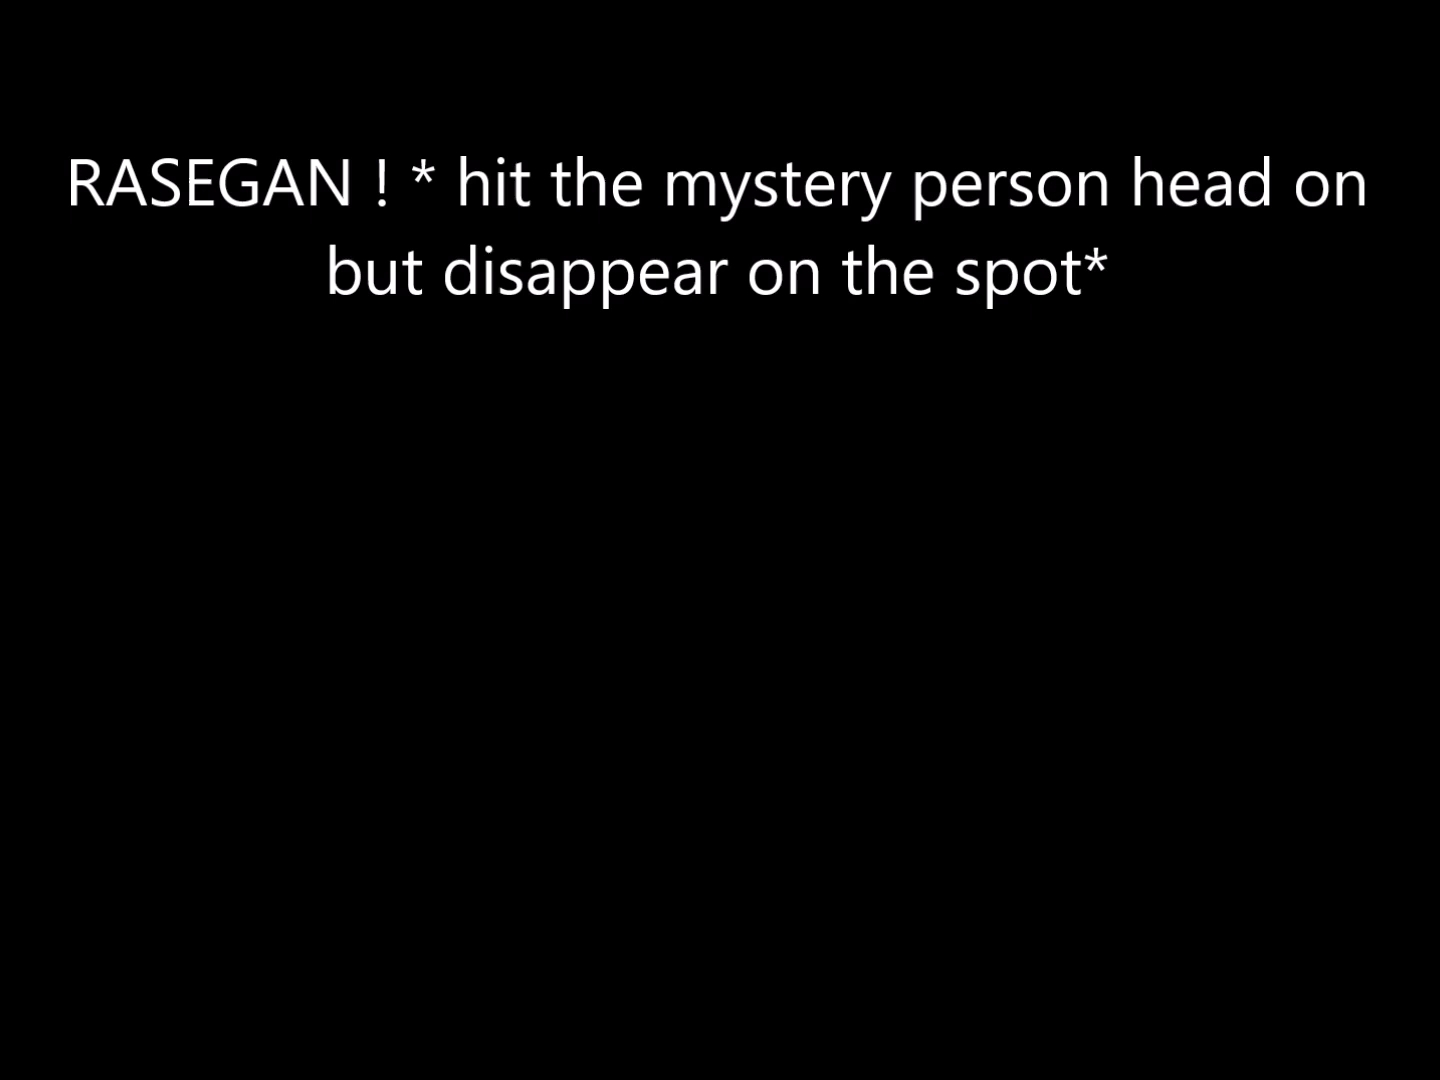 RASEGAN ! * hit the mystery person head on
but disappear on the spot*